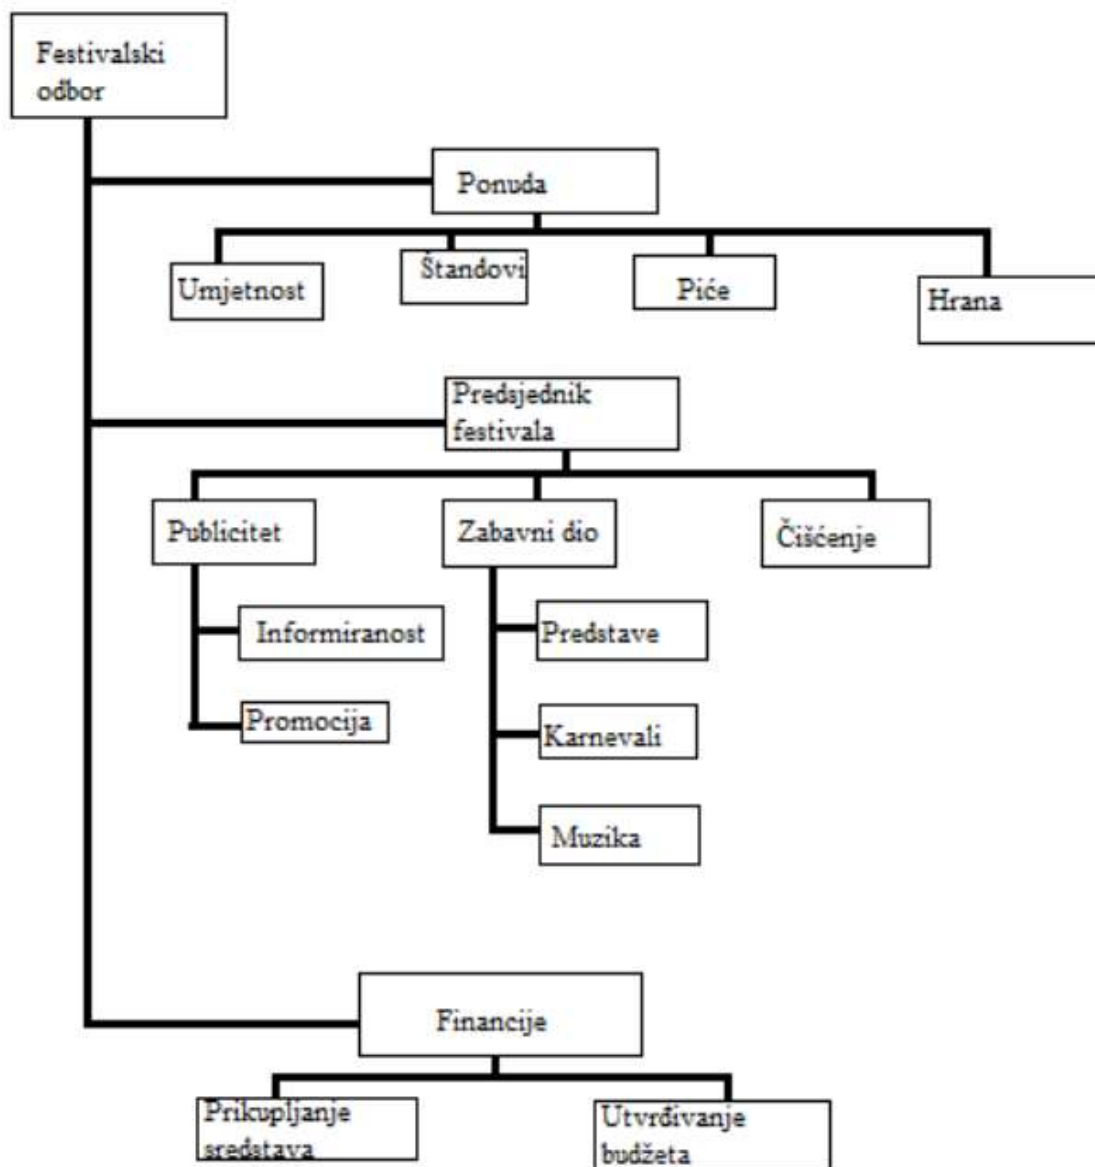 Festivalski
odbor
Ponuda
Umjetnost
Štandovi
Piće
Hrana
Predsjednik
festivala
Publicitet
Zabavni dio
Čišćenje
Informiranost
Predstave
Promocija
Karnevali
Muzika
Financije
Prikupljanje
sredstava
Utvrđivanje
budžeta